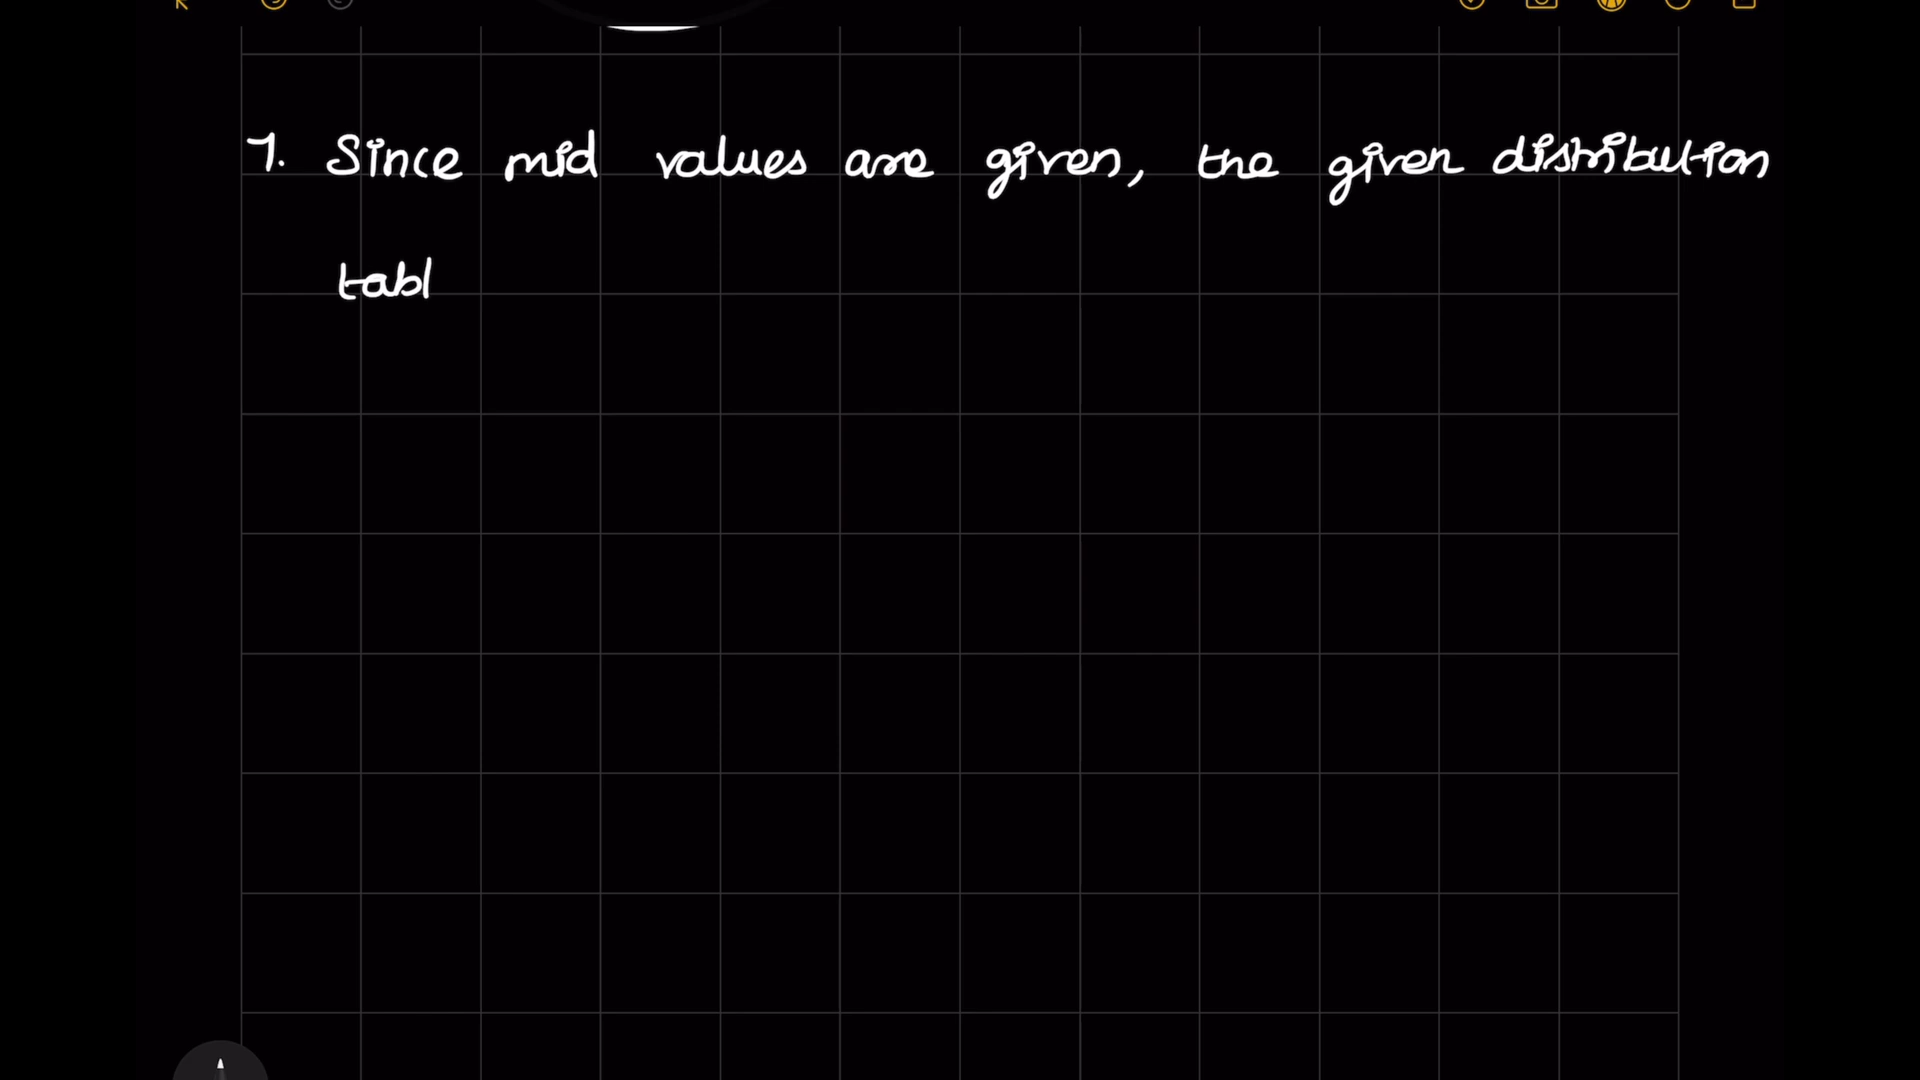 7. Since mid values are given, the given distribution
tabl